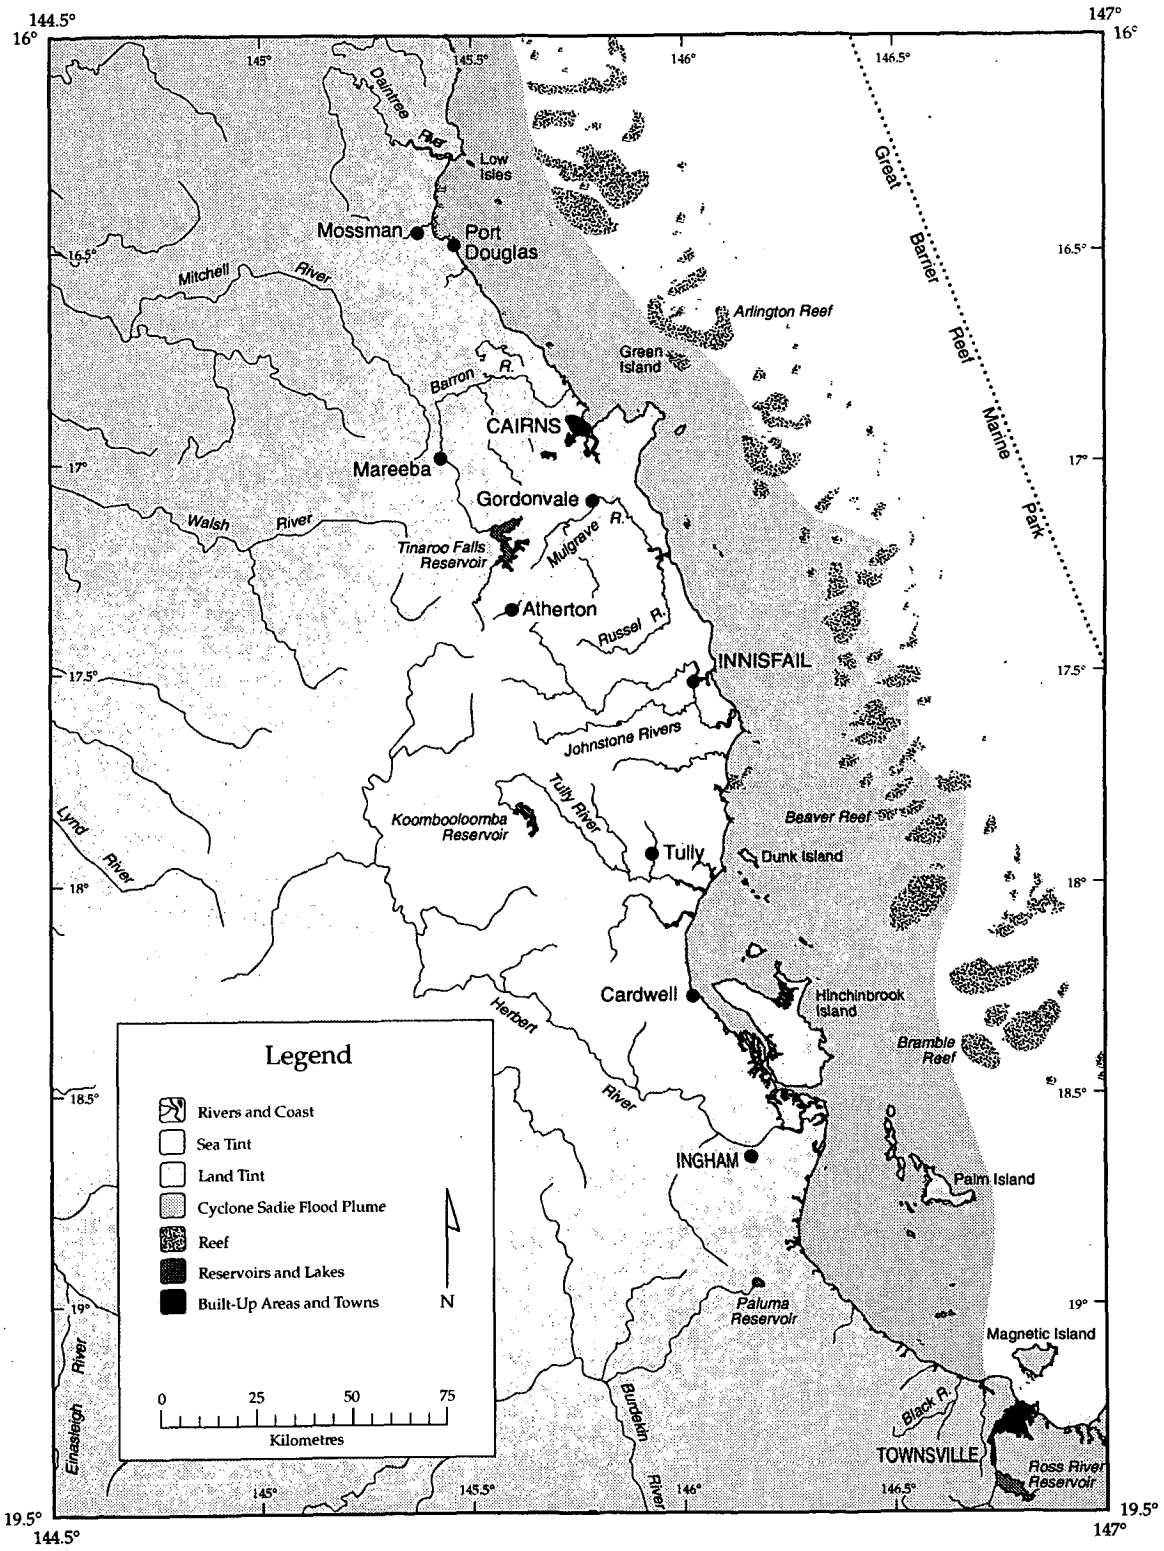 144.5°
147°
16°
16°
145°
145.5°
146°
146.5°
Daintree
River
Low
Isles
Great
Barrier
Reef
Marine
Park
Mossman
Port
Douglas
16.5°
16.5°
Mitchell
River
Arlington Reef
Green
Island
Barron
R.
CAIRNS
Mareeba
17°
17°
Gordonvale
Walsh
River
Mulgrave
R.
Tinaroo Falls
Reservoir
Atherton
Russel
R.
INNISFAIL
17.5°
17.5°
Johnstone Rivers
Tully River
Koombooloomba
Reservoir
Beaver Reef
Lynd
River
Tully
Dunk Island
18°
18°
Cardwell
Hinchinbrook
Island
Herbert
River
Bramble
Reef
18.5°
18.5°
INGHAM
Palm Island
Legend
Rivers and Coast
Sea Tint
Land Tint
Cyclone Sadie Flood Plume
Reef
Reservoirs and Lakes
Built-Up Areas and Towns
N
0
25
50
75
Kilometres
19°
19°
Paluma
Reservoir
Magnetic Island
Einasleigh
River
Burdekin
River
Black R.
TOWNSVILLE
Ross River
Reservoir
145°
145.5°
146°
146.5°
19.5°
19.5°
144.5°
147°